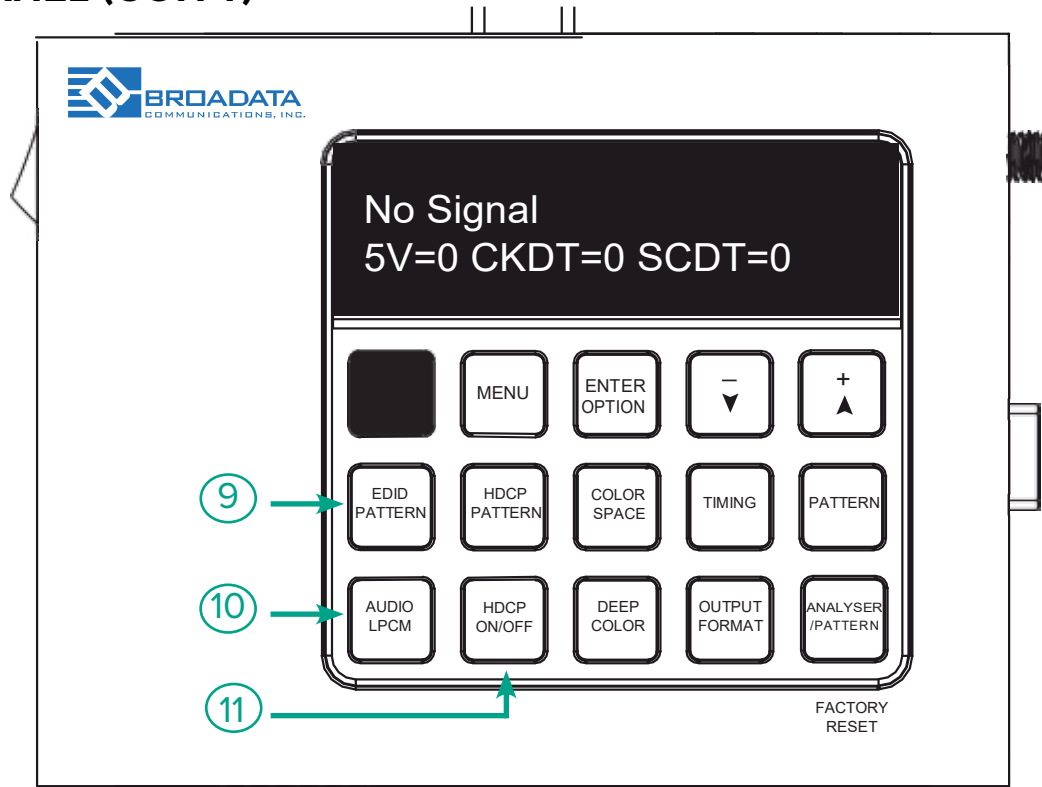 BROADATA
COMMUNICATIONS, INC.
No Signal
5V=0 CKDT=0 SCDT=0
MENU
ENTER
OPTION
–
+
EDID
PATTERN
HDCP
PATTERN
COLOR
SPACE
TIMING
PATTERN
9
AUDIO
LPCM
HDCP
ON/OFF
DEEP
COLOR
OUTPUT
FORMAT
ANALYSER
/PATTERN
10
11
FACTORY
RESET